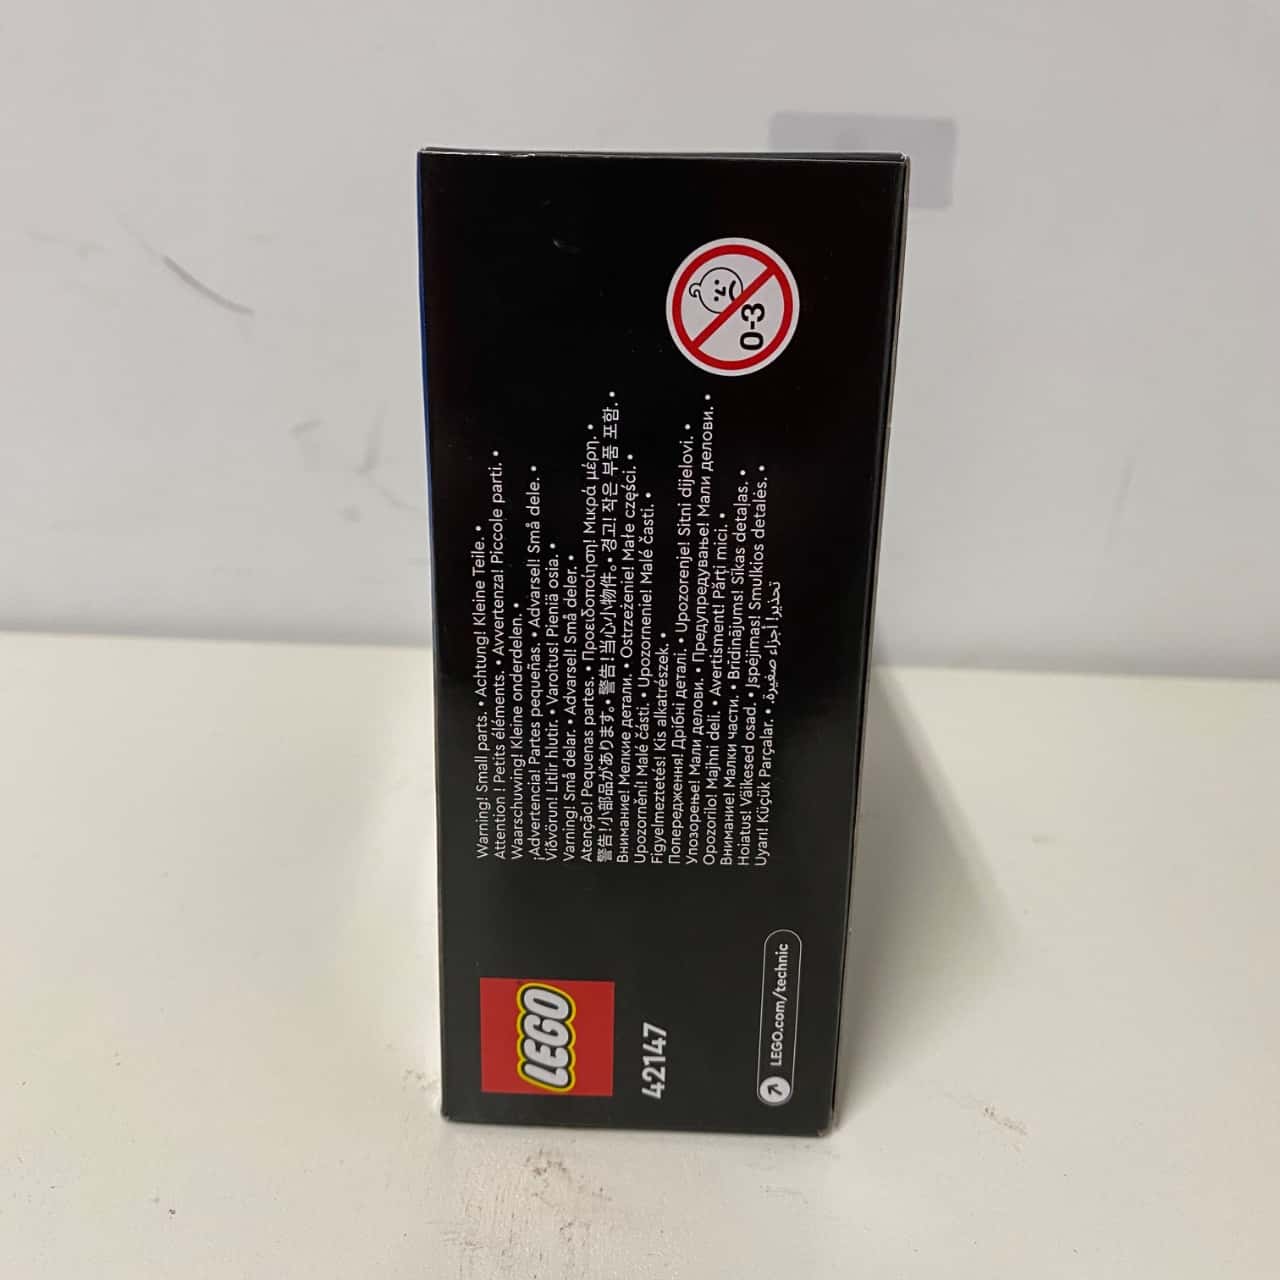 Warning! Small parts. • Achtung! Kleine Teile. •
Attention ! Petits éléments. • Avvertenza! Piccole parti. •
Waarschuwing! Kleine onderdelen. •
¡Advertencia! Partes pequeñas. • Advarsel! Små dele. •
Viðvörun! Litlir hlutir. • Varoitus! Pieniä osia. •
Varning! Små delar. • Advarsel! Små deler. •
Atenção! Pequenas partes. • Προειδοποίηση! Μικρά μέρη. •
警告!小部品があります。• 警告!当心小物件。• 경고! 작은 부품 포함. •
Внимание! Мелкие детали. • Ostrzeżenie! Małe części. •
Upozornění! Malé části. • Upozornenie! Malé časti. •
Figyelmeztetés! Kis alkatrészek. •
Попередження! Дрібні деталі. • Upozorenje! Sitni dijelovi. •
Упозорење! Мали делови. • Предупредување! Мали делови. •
Opozorilo! Majhni deli. • Avertisment! Părți mici. •
Внимание! Малки части. • Brīdinājums! Sīkas detaļas. •
Hoiatus! Väikesed osad. • Įspėjimas! Smulkios detalės. •
Uyarı! Küçük Parçalar. • تحذير! أجزاء صغيرة.
0-3
LEGO
42147
LEGO.com/technic